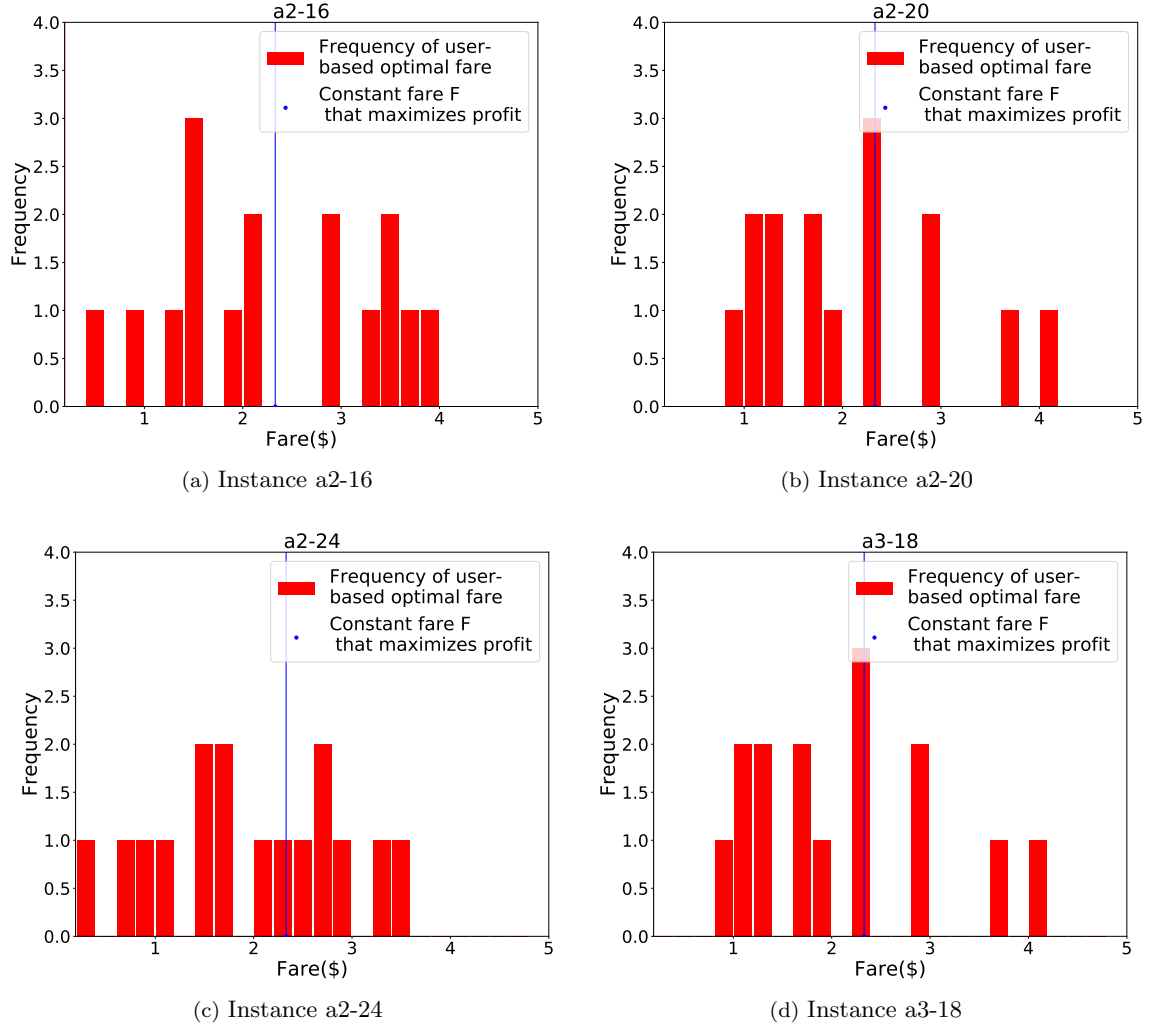 a2-16
4.0
3.5
3.0
2.5
2.0
1.5
1.0
0.5
0.0
Frequency
Frequency of user-
based optimal fare
Constant fare F
that maximizes profit
1 2 3 4 5
Fare($)
(a) Instance a2-16
a2-20
4.0
3.5
3.0
2.5
2.0
1.5
1.0
0.5
0.0
Frequency
Frequency of user-
based optimal fare
Constant fare F
that maximizes profit
1 2 3 4 5
Fare($)
(b) Instance a2-20
a2-24
4.0
3.5
3.0
2.5
2.0
1.5
1.0
0.5
0.0
Frequency
Frequency of user-
based optimal fare
Constant fare F
that maximizes profit
1 2 3 4 5
Fare($)
(c) Instance a2-24
a3-18
4.0
3.5
3.0
2.5
2.0
1.5
1.0
0.5
0.0
Frequency
Frequency of user-
based optimal fare
Constant fare F
that maximizes profit
1 2 3 4 5
Fare($)
(d) Instance a3-18